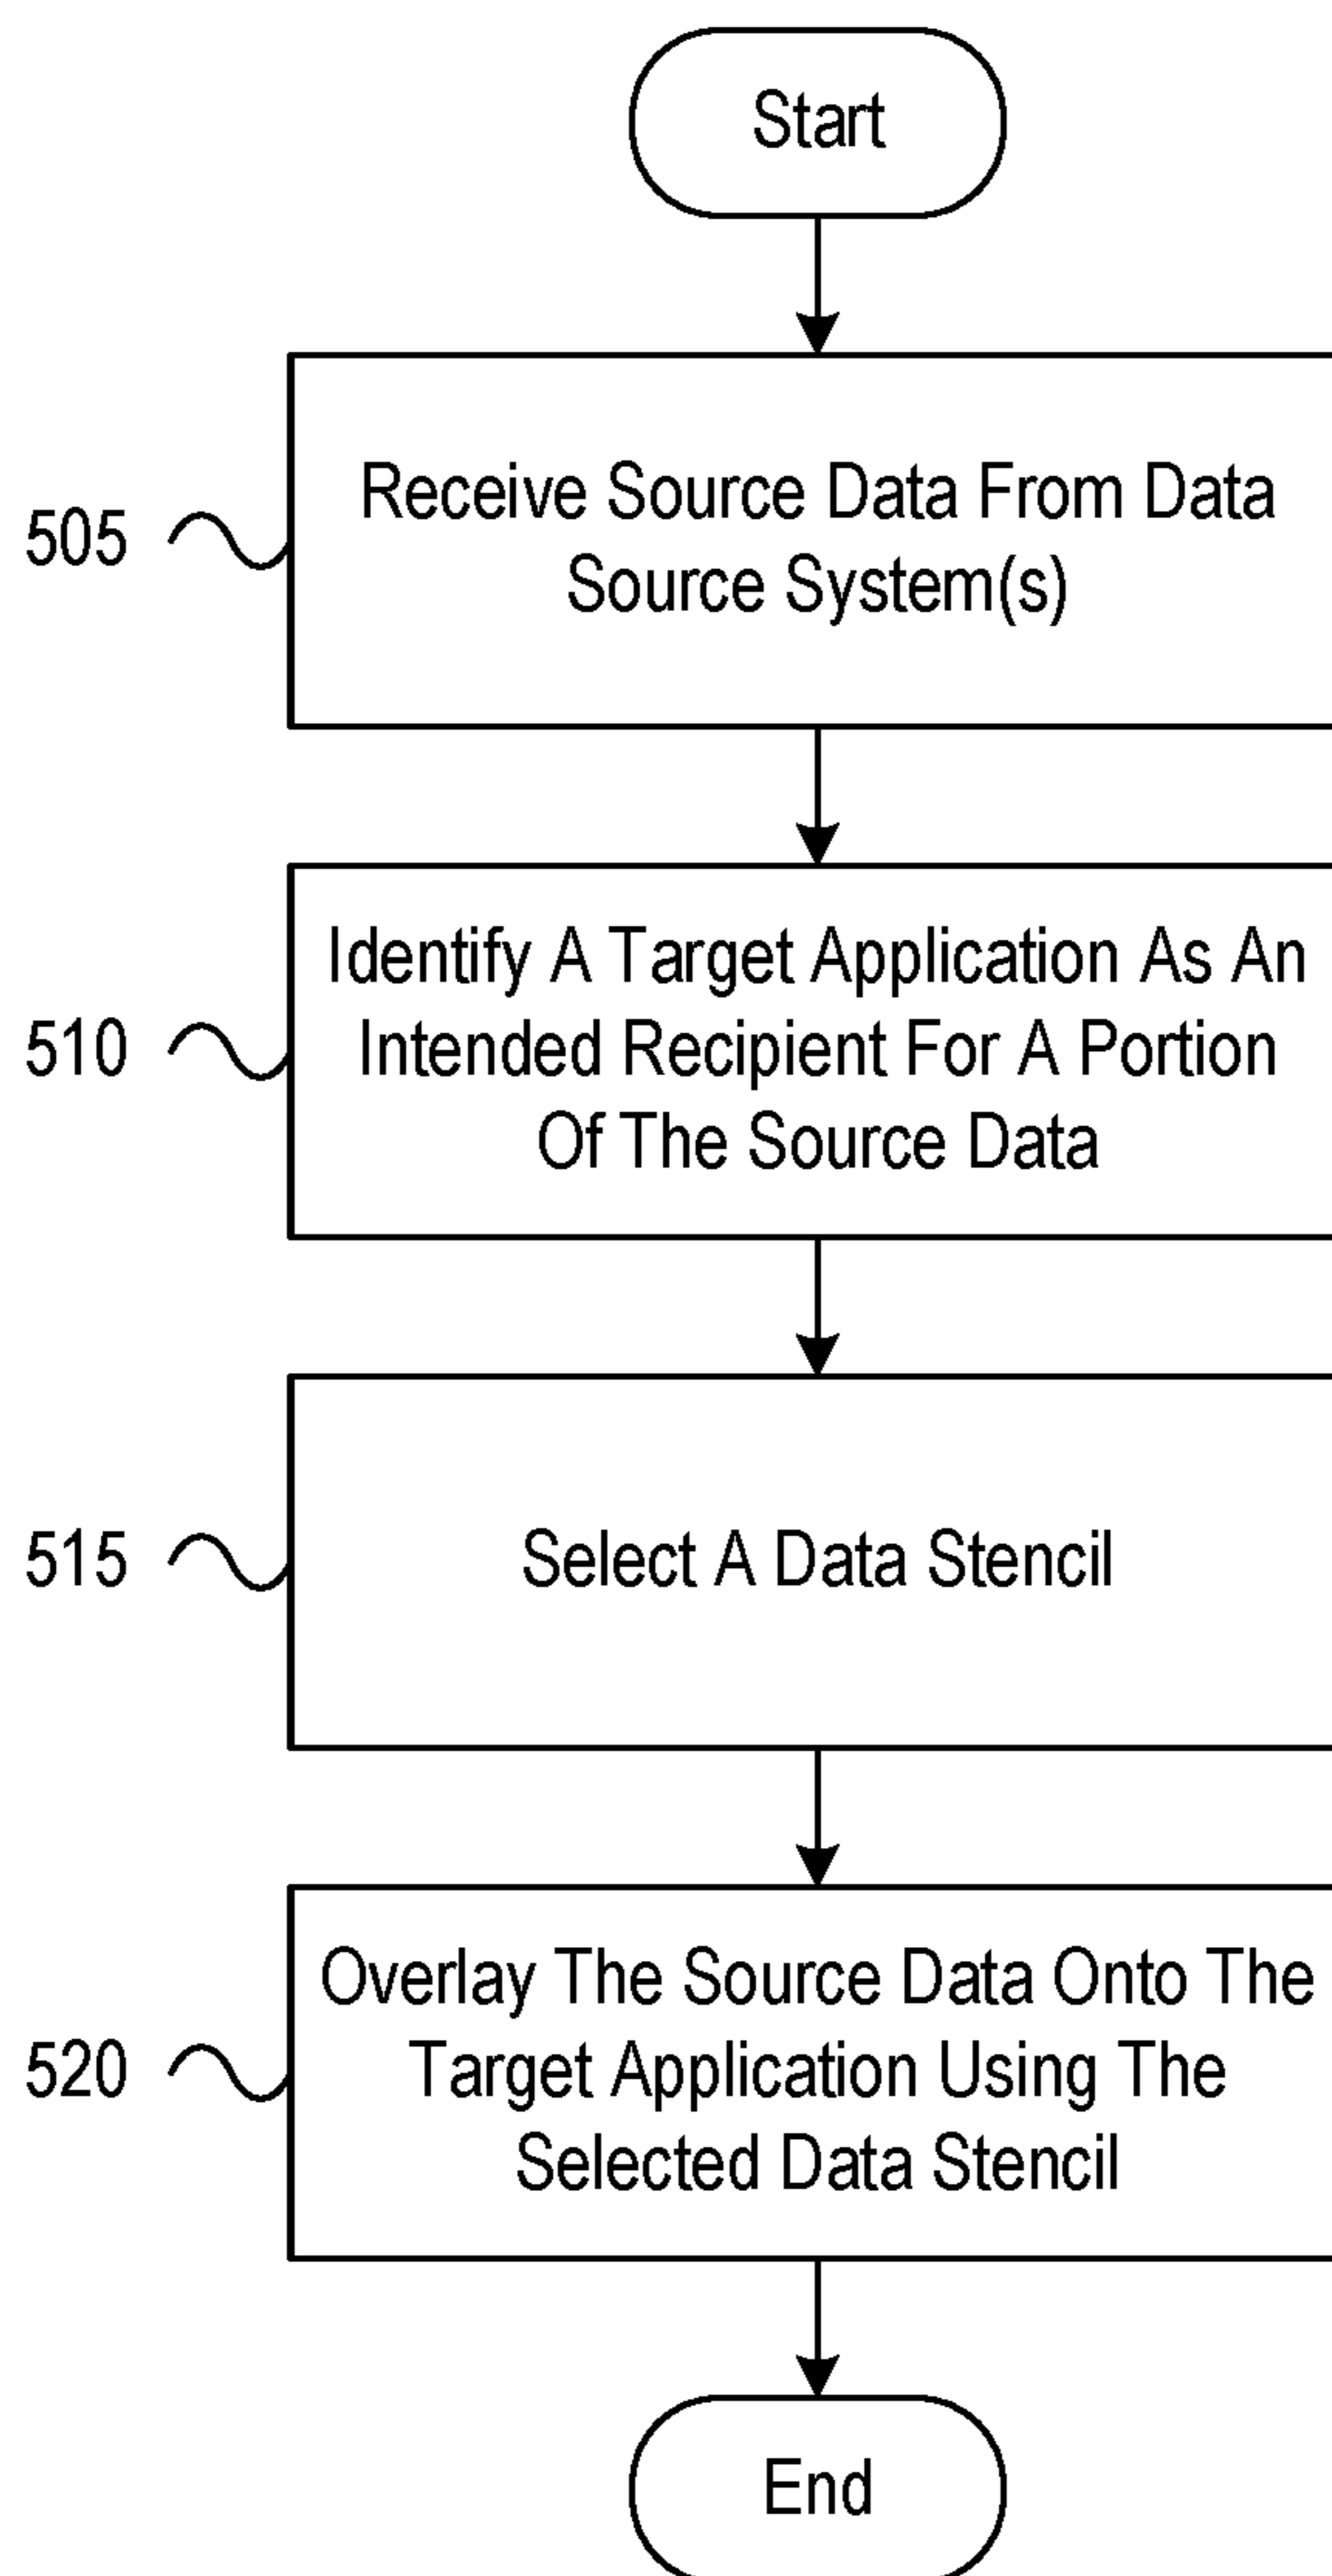 Start
505
Receive Source Data From Data
Source System(s)
510
Identify A Target Application As An
Intended Recipient For A Portion
Of The Source Data
515
Select A Data Stencil
520
Overlay The Source Data Onto The
Target Application Using The
Selected Data Stencil
End